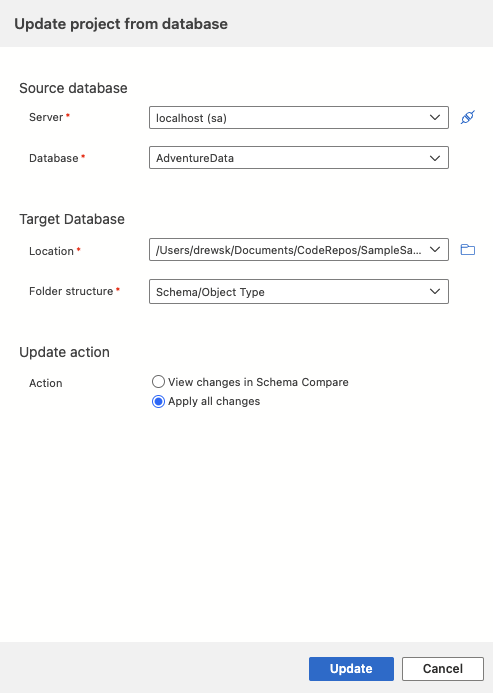 Update project from database
Source database
Server *
localhost (sa)
Database *
AdventureData
Target Database
Location *
/Users/drewsk/Documents/CodeRepos/SampleSa...
Folder structure *
Schema/Object Type
Update action
Action
View changes in Schema Compare
Apply all changes
Update
Cancel